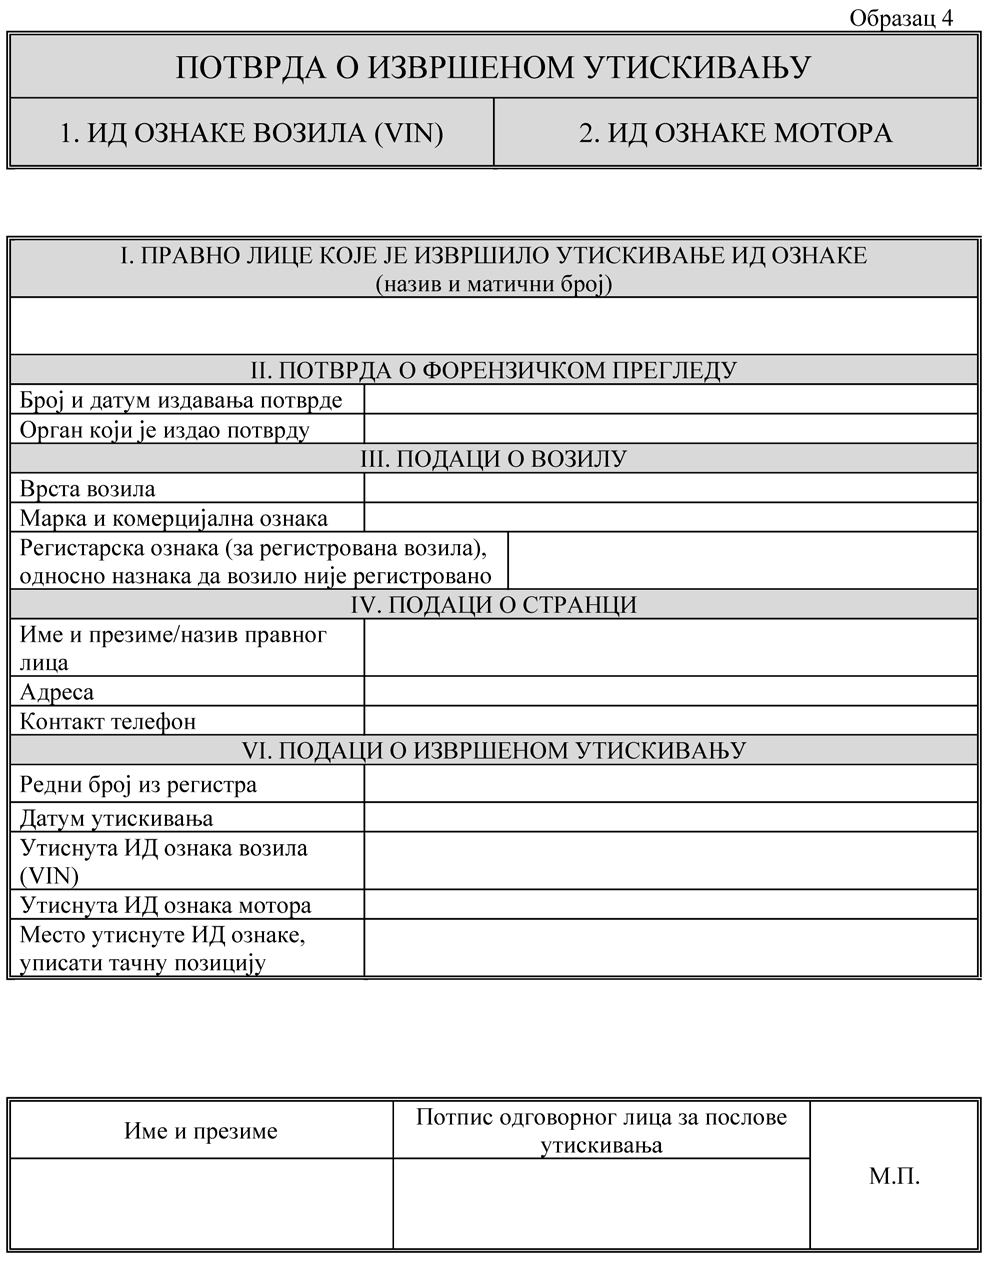 Образац 4
ПОТВРДА О ИЗВРШЕНОМ УТИСКИВАЊУ
1. ИД ОЗНАКЕ ВОЗИЛА (VIN)
2. ИД ОЗНАКЕ МОТОРА
I. ПРАВНО ЛИЦЕ КОЈЕ ЈЕ ИЗВРШИЛО УТИСКИВАЊЕ ИД ОЗНАКЕ
(назив и матични број)
II. ПОТВРДА О ФОРЕНЗИЧКОМ ПРЕГЛЕДУ
Број и датум издавања потврде
Орган који је издао потврду
III. ПОДАЦИ О ВОЗИЛУ
Врста возила
Марка и комерцијална ознака
Регистарска ознака (за регистрована возила),
односно назнака да возило није регистровано
IV. ПОДАЦИ О СТРАНЦИ
Име и презиме/назив правног
лица
Адреса
Контакт телефон
VI. ПОДАЦИ О ИЗВРШЕНОМ УТИСКИВАЊУ
Редни број из регистра
Датум утискивања
Утиснута ИД ознака возила
(VIN)
Утиснута ИД ознака мотора
Место утиснуте ИД ознаке,
уписати тачну позицију
Име и презиме
Потпис одговорног лица за послове
утискивања
М.П.